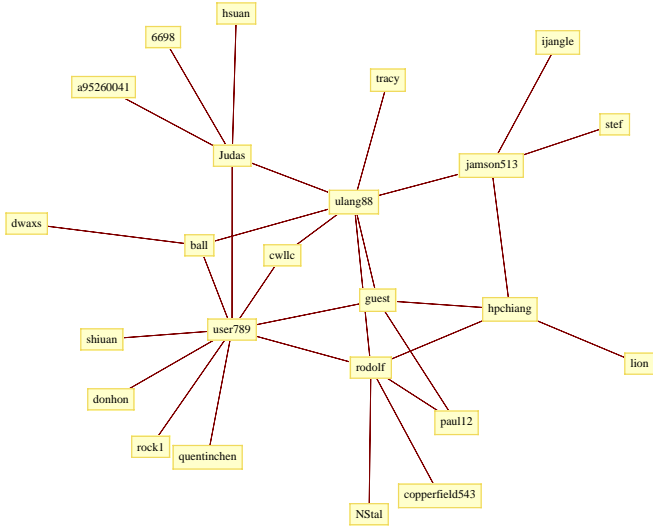 hsuan
6698
ijangle
a95260041
tracy
stef
Judas
jamson513
ulang88
dwaxs
ball
cwllc
guest
hpchiang
user789
shiuan
rodolf
lion
donhon
paul12
rock1
quentinchen
copperfield543
NStal